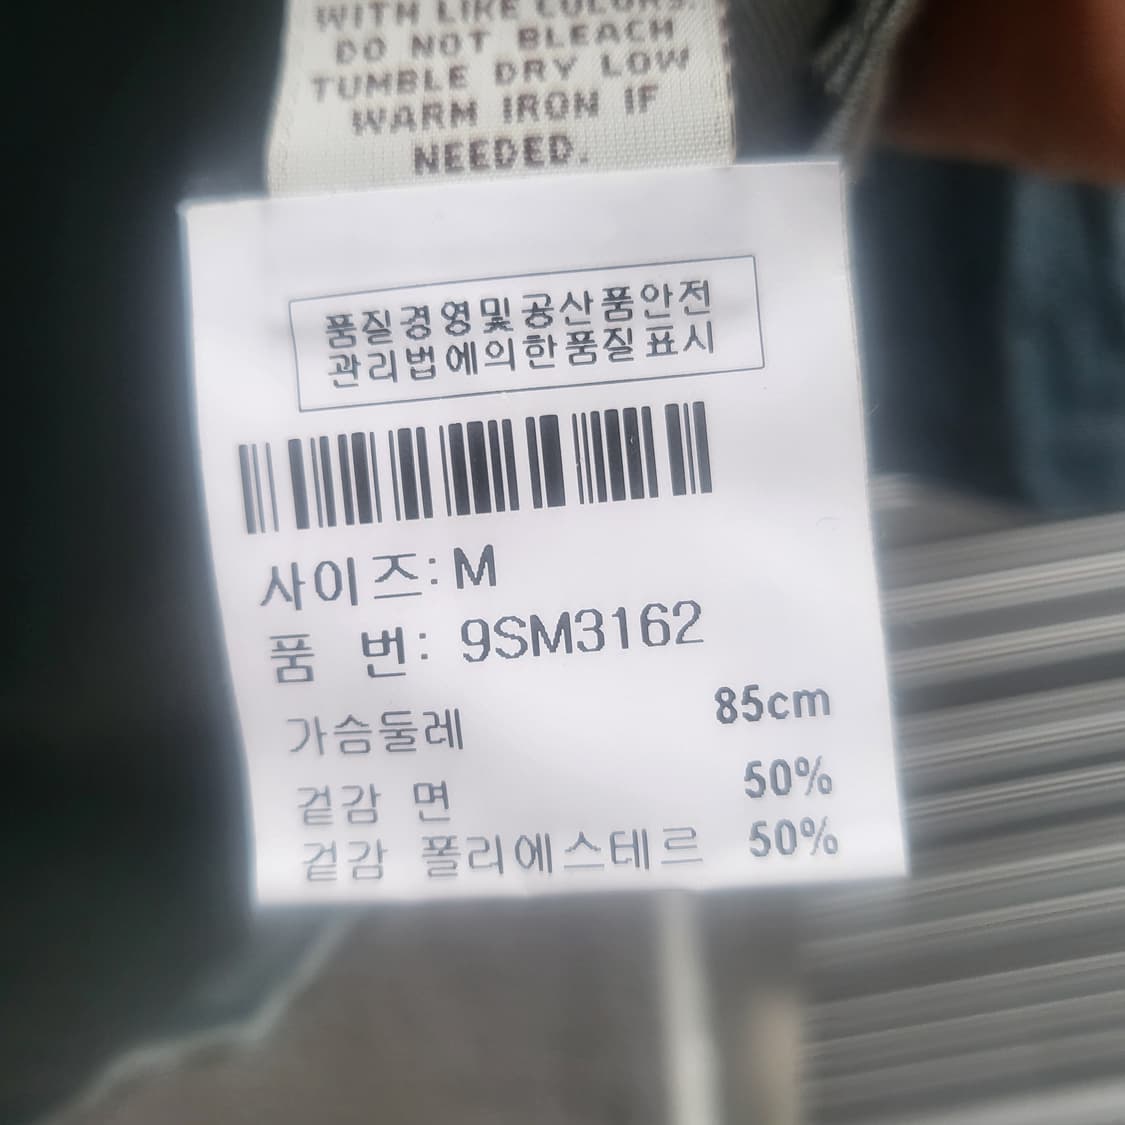 WITH LIKE COLORS.
DO NOT BLEACH
TUMBLE DRY LOW
WARM IRON IF
NEEDED.
품질경영및공산품안전
관리법에의한품질표시
사이즈: M
품 번: 9SM3162
가슴둘레 85cm
겉감 면 50%
겉감 폴리에스테르 50%